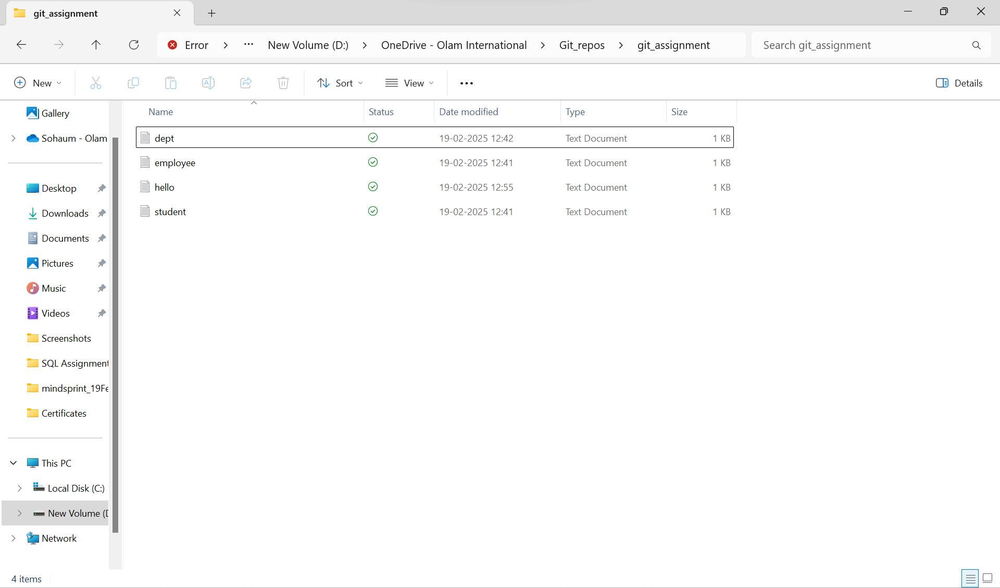 git_assignment
Error > ... New Volume (D:) > OneDrive - Olam International > Git_repos > git_assignment
Search git_assignment
New
Sort
View
Details
Gallery
Sohaum - Olam
Desktop
Downloads
Documents
Pictures
Music
Videos
Screenshots
SQL Assignment
mindsprint_19Fe
Certificates
This PC
Local Disk (C:)
New Volume (D
Network
Name Status Date modified Type Size
dept 19-02-2025 12:42 Text Document 1 KB
employee 19-02-2025 12:41 Text Document 1 KB
hello 19-02-2025 12:55 Text Document 1 KB
student 19-02-2025 12:41 Text Document 1 KB
4 items